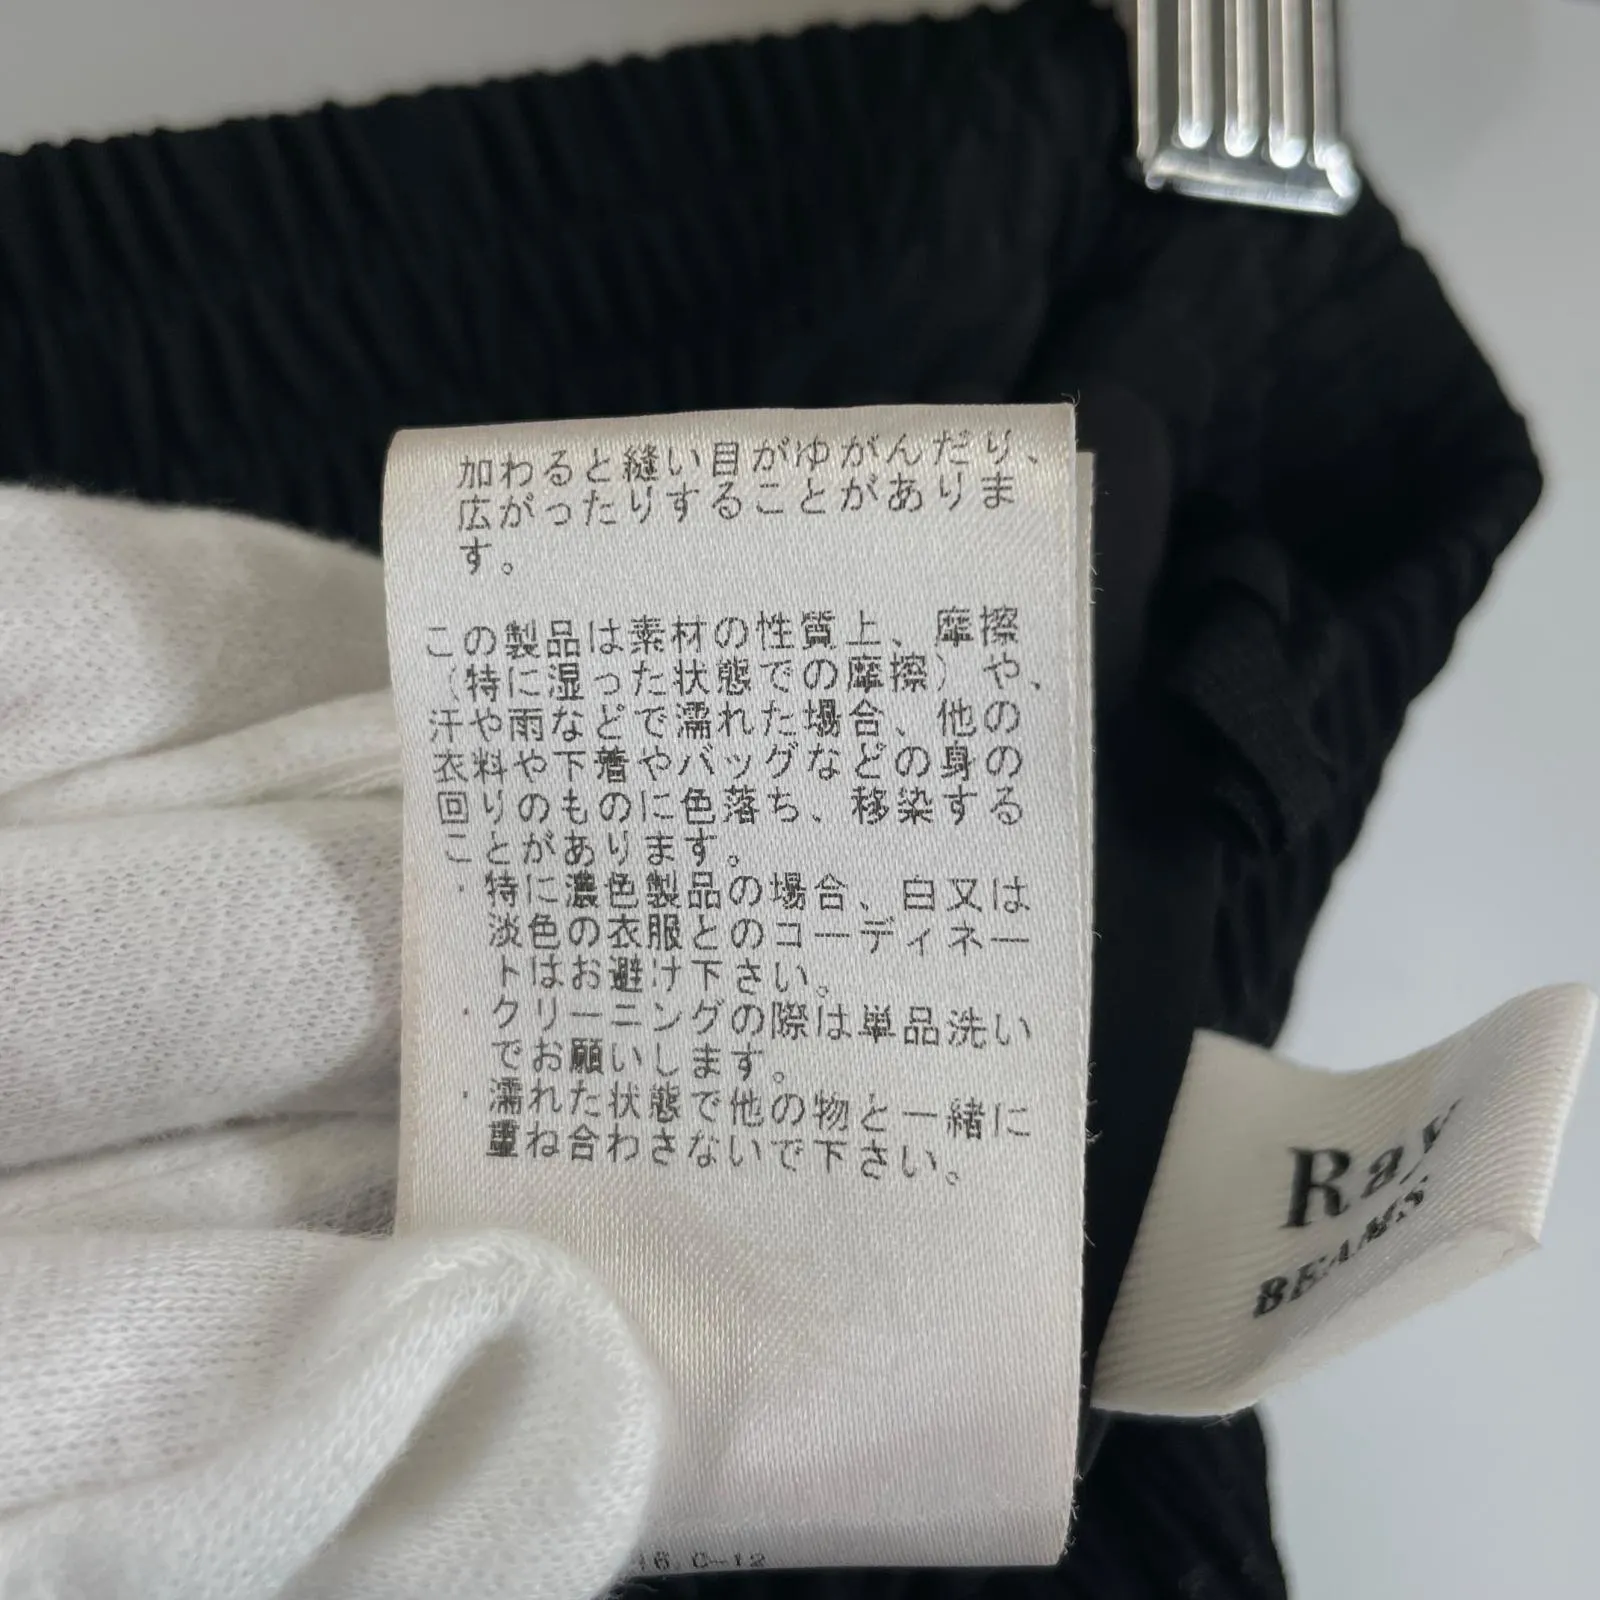 加わると縫い目がゆがんだり、
広がったりすることがありま
す。
この製品は素材の性質上、摩擦
(特に湿った状態での摩擦)や、
汗や雨などで濡れた場合、他の
衣料や下着やバッグなどの身の
回りのものに色落ち、移染する
ことがあります。
・特に濃色製品の場合、白又は
淡色の衣服とのコーディネー
トはお避け下さい。
・クリーニングの際は単品洗い
でお願いします。
・濡れた状態で他の物と一緒に
重ね合わさないで下さい。
16.C-12
Ray
BEAMS